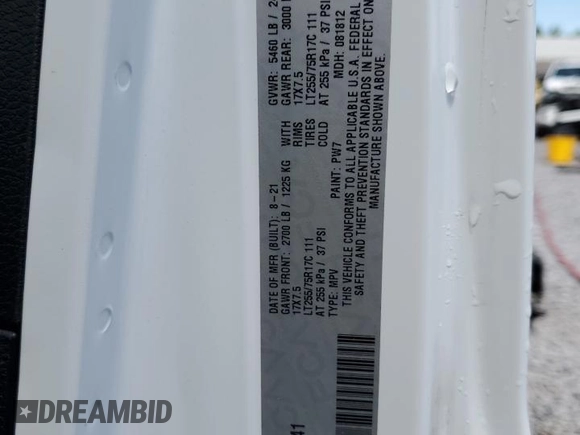 DATE OF MFR (BUILT): 8-21 GVWR: 5460 LB /
GAWR FRONT: 2700 LB / 1225 KG WITH GAWR REAR: 3000
17X7.5 RIMS 17X7.5
LT255/75R17C 111 TIRES LT255/75R17C 111
AT 255 kPa / 37 PSI COLD AT 255 kPa / 37 PSI
TYPE: MPV PAINT: PW7 MDH: 081812
THIS VEHICLE CONFORMS TO ALL APPLICABLE U.S.A. FEDERAL
SAFETY AND THEFT PREVENTION STANDARDS IN EFFECT ON
MANUFACTURE SHOWN ABOVE.
41
DREAMBID